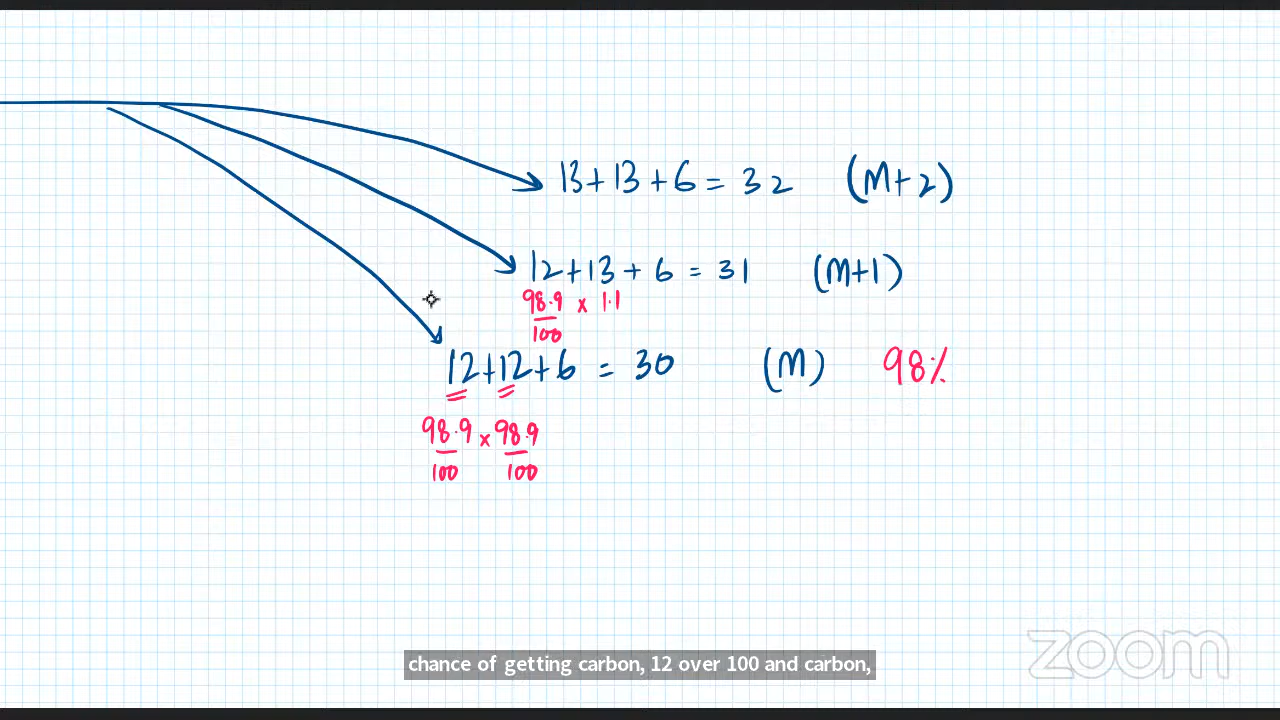 13+13+6=32 (M+2)
12+13+6=31 (M+1)
98.9/100 x 1.1
12+12+6=30 (M) 98%
98.9/100 x 98.9/100
chance of getting carbon, 12 over 100 and carbon,
zoom